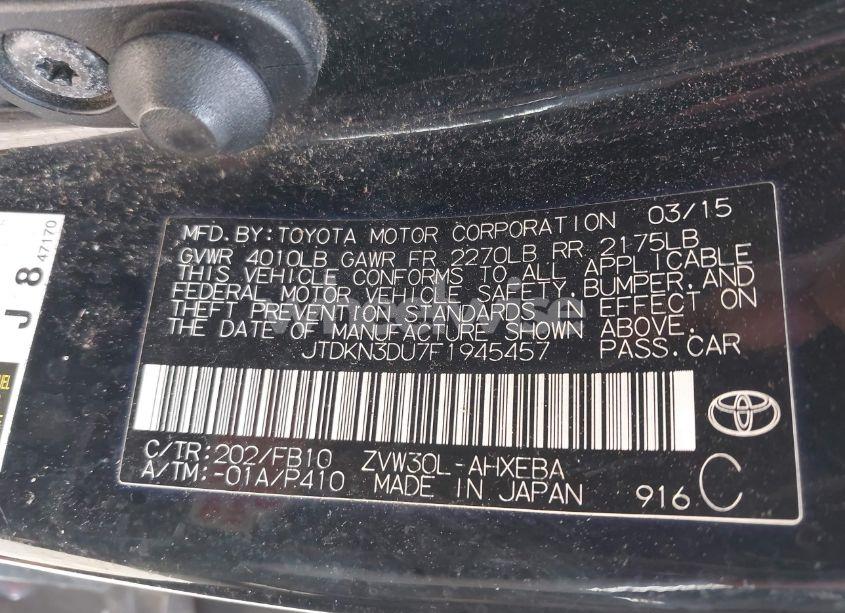 MFD. BY: TOYOTA MOTOR CORPORATION 03/15
GVWR 4010LB GAWR FR 2270LB RR 2175LB
THIS VEHICLE CONFORMS TO ALL APPLICABLE
FEDERAL MOTOR VEHICLE SAFETY, BUMPER, AND
THEFT PREVENTION STANDARDS IN EFFECT ON
THE DATE OF MANUFACTURE SHOWN ABOVE.
JTDKN3DU7F1945457 PASS. CAR
C/TR: 202/FB10 ZVW30L-AHXEBA
A/TM: -01A/P410 MADE IN JAPAN 916 C
J 8
47170